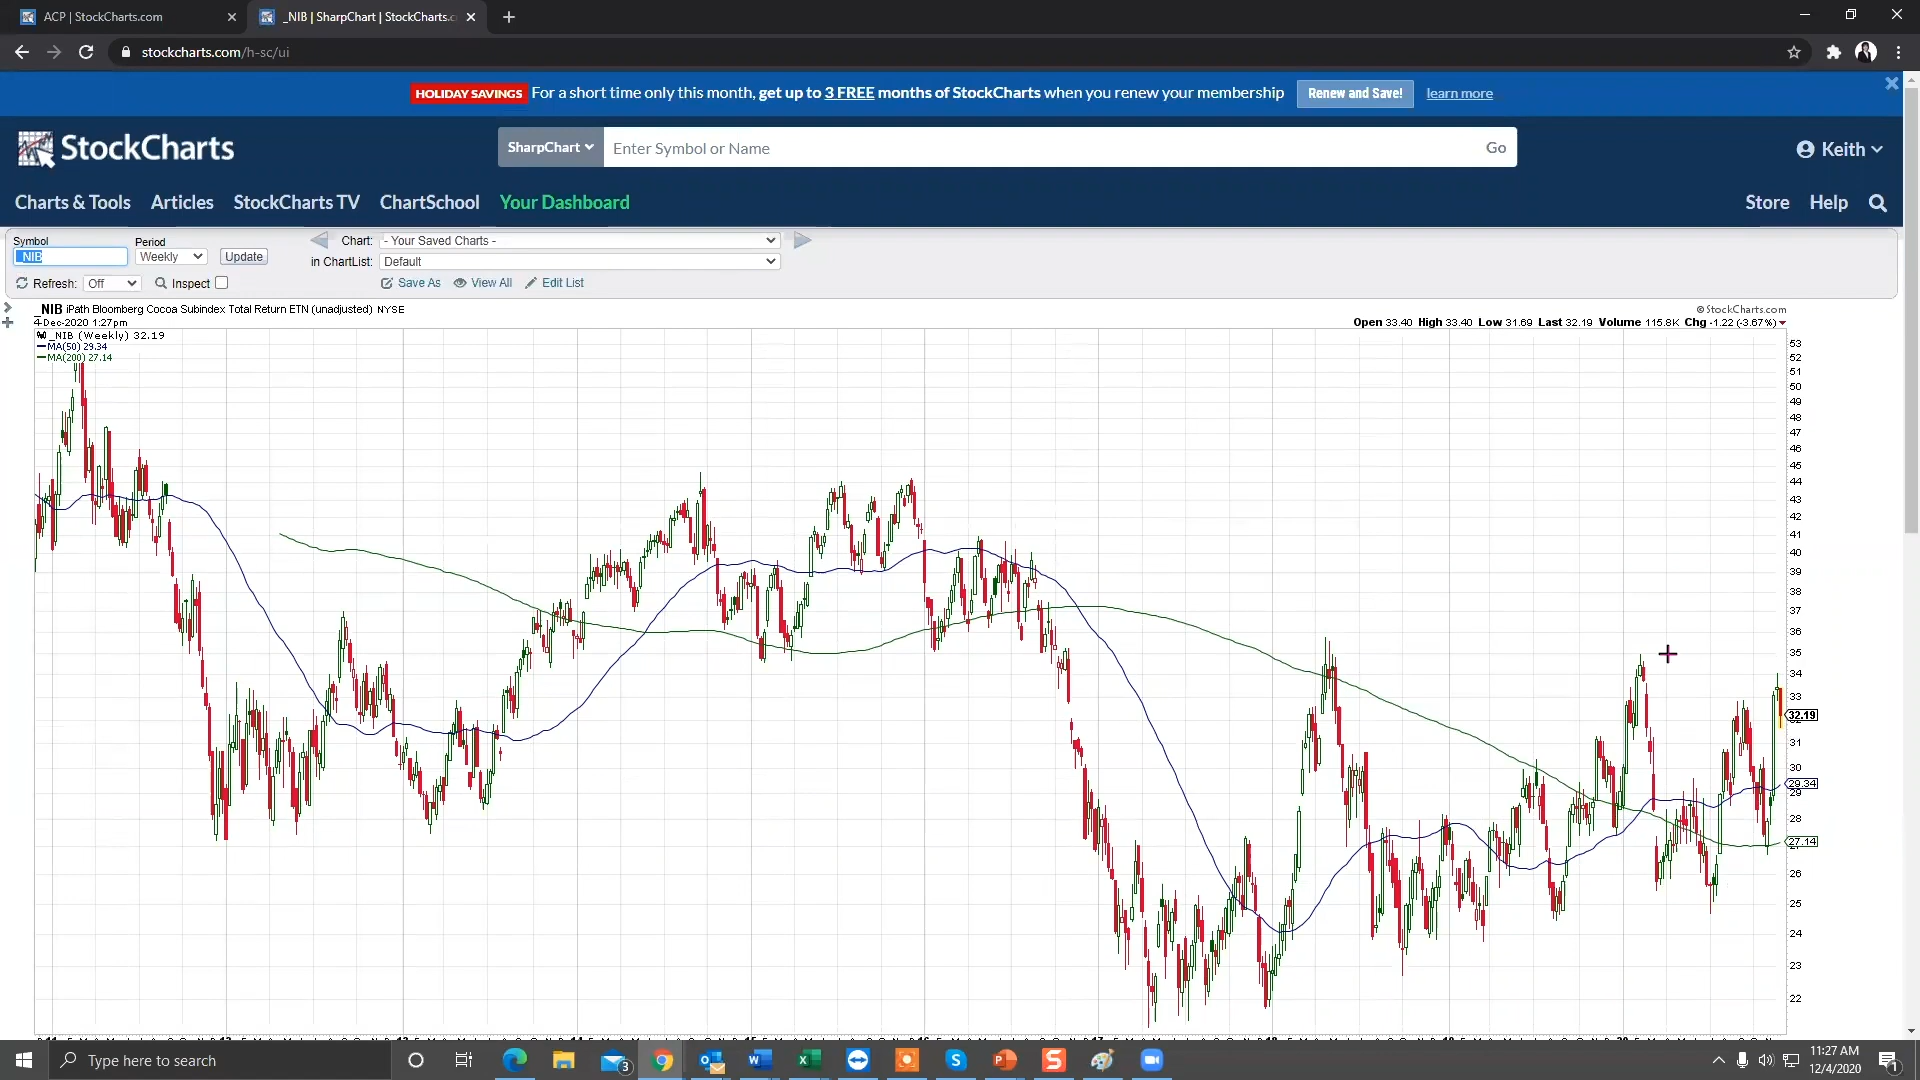 ACP | StockCharts.com
_NIB | SharpChart | StockCharts.c
stockcharts.com/h-sc/ui
HOLIDAY SAVINGS For a short time only this month, get up to 3 FREE months of StockCharts when you renew your membership Renew and Save! learn more
StockCharts
SharpChart Enter Symbol or Name Go
Keith
Charts & Tools Articles StockCharts TV ChartSchool Your Dashboard Store Help
Symbol Period Chart: - Your Saved Charts -
_NIB Weekly Update in ChartList: Default
Refresh: Off Inspect Save As View All Edit List
_NIB iPath Bloomberg Cocoa Subindex Total Return ETN (unadjusted) NYSE © StockCharts.com
4-Dec-2020 1:27pm Open 33.40 High 33.40 Low 31.69 Last 32.19 Volume 115.8K Chg -1.22 (-3.67%)
_NIB (Weekly) 32.19
MA(50) 29.34
MA(200) 27.14
53
52
51
50
49
48
47
46
45
44
43
42
41
40
39
38
37
36
35
34
33
32.19
31
30
29.34
29
28
27.14
26
25
24
23
22
Type here to search
3
11:27 AM
12/4/2020
1